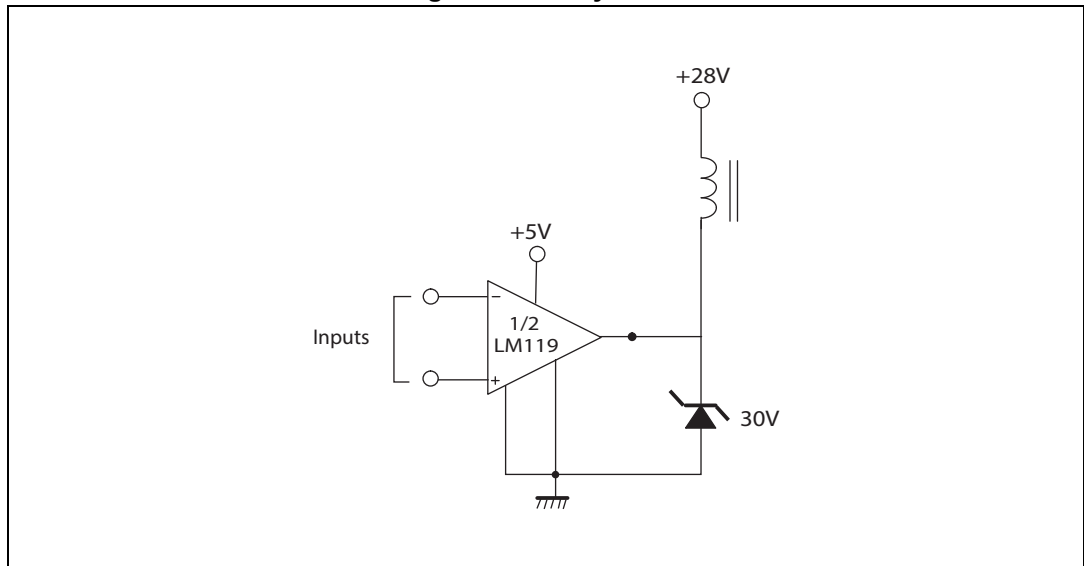 +28V
+5V
−
Inputs
1/2
LM119
+
30V